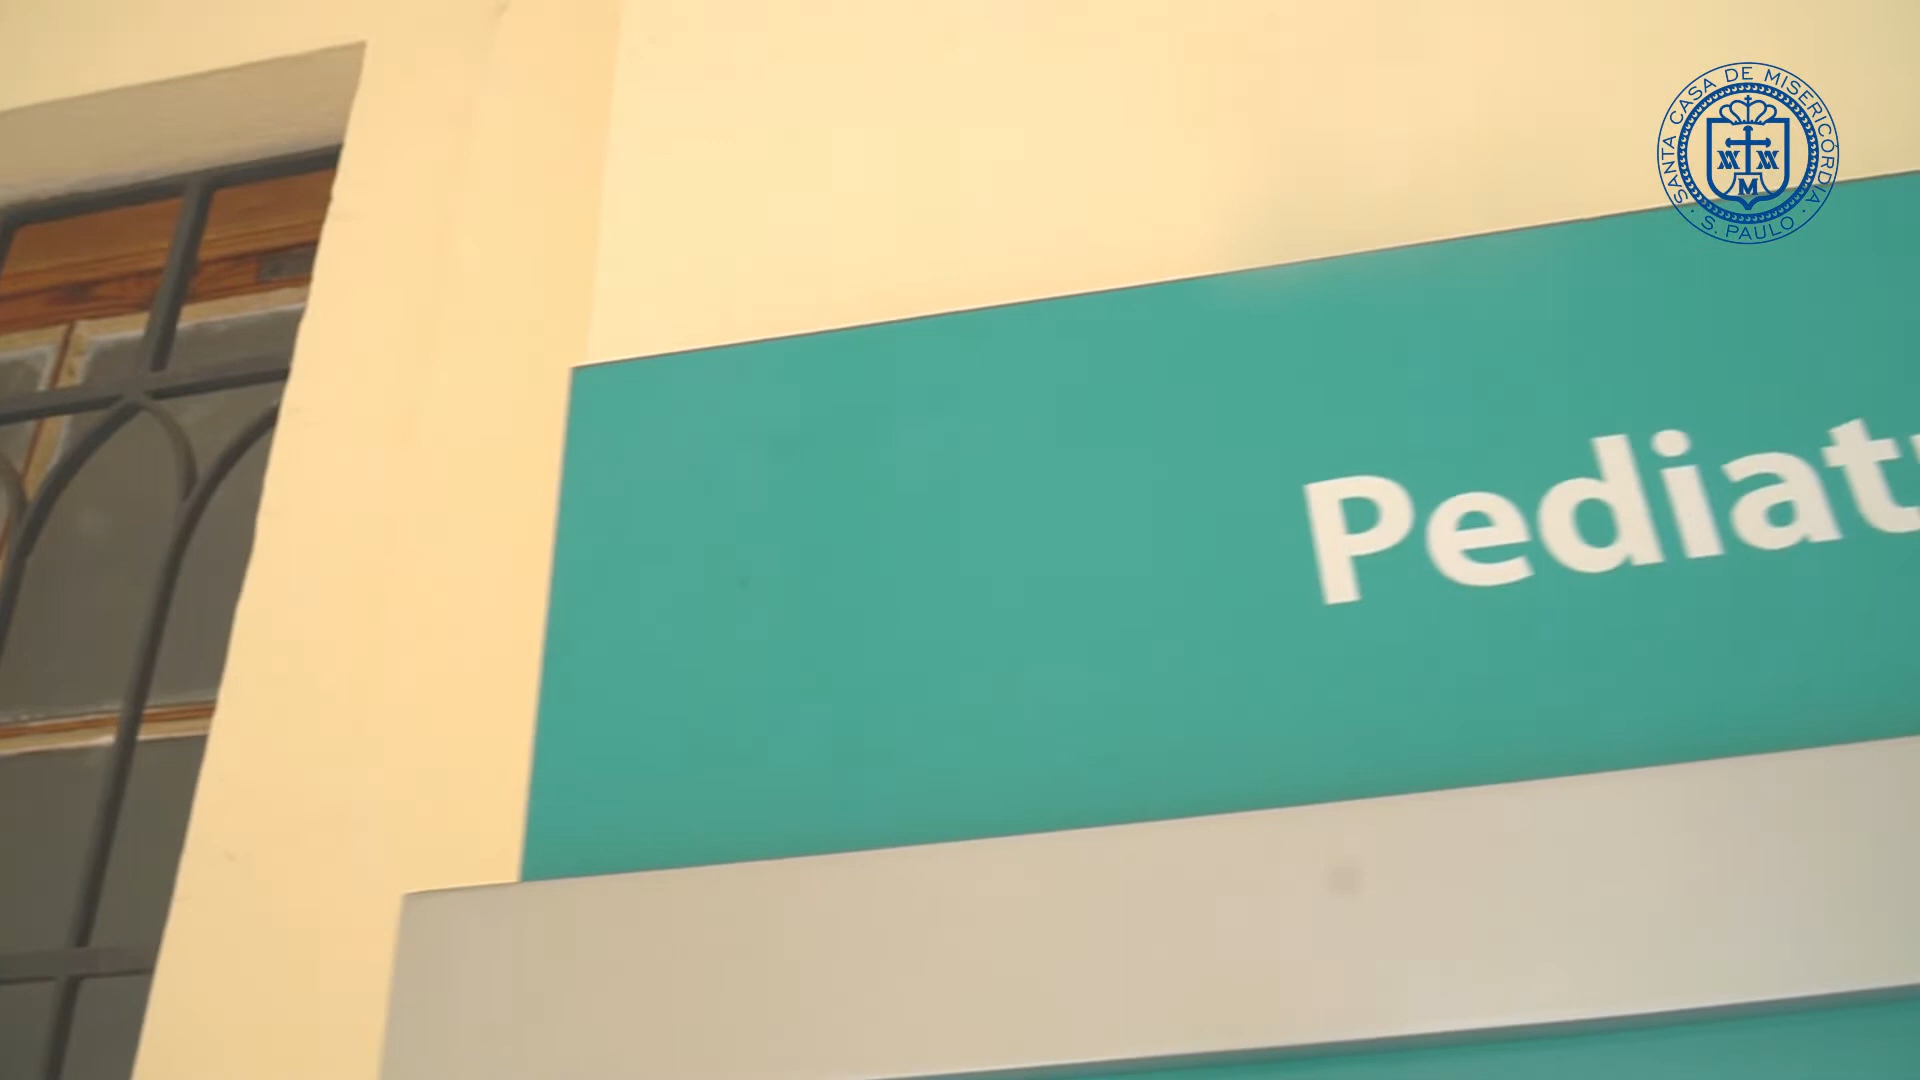 SANTA CASA DE MISERICÓRDIA
M
· S. PAULO ·
Pediat